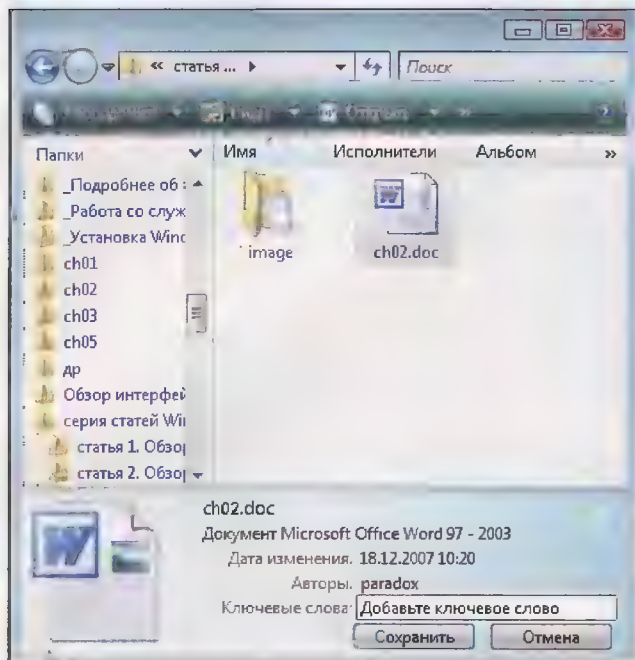 « статья ... Поиск
Папки Имя Исполнители Альбом »
_Подробнее об
_Работа со служ
_Установка Winc
ch01
ch02
ch03
ch05
др
Обзор интерфей
серия статей Wi
статья 1. Обзо
статья 2. Обзо
image
ch02.doc
ch02.doc
Документ Microsoft Office Word 97 - 2003
Дата изменения. 18.12.2007 10:20
Авторы. paradox
Ключевые слова: Добавьте ключевое слово
Сохранить Отмена